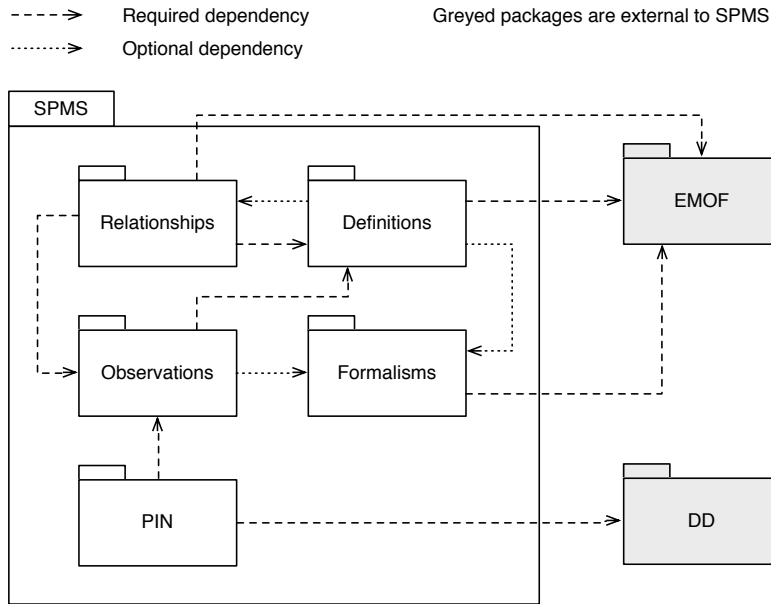 Required dependency
Greyed packages are external to SPMS
Optional dependency
SPMS
Relationships
Definitions
EMOF
Observations
Formalisms
PIN
DD